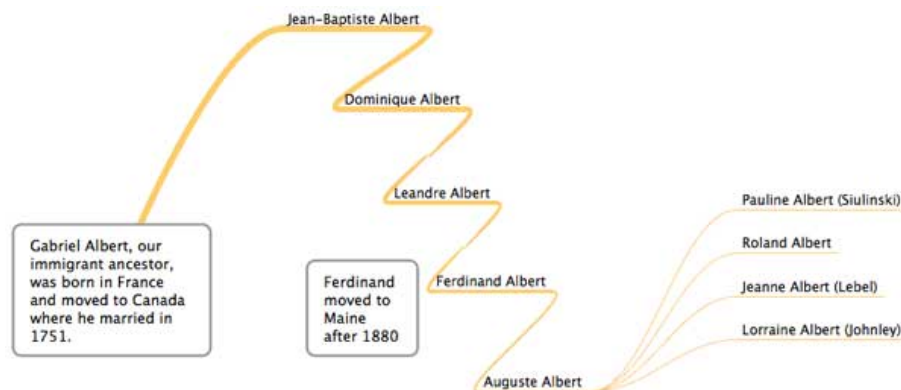 Jean-Baptiste Albert
Dominique Albert
Leandre Albert
Pauline Albert (Siulinski)
Gabriel Albert, our
immigrant ancestor,
was born in France
and moved to Canada
where he married in
1751.
Roland Albert
Ferdinand
moved to
Maine
after 1880
Ferdinand Albert
Jeanne Albert (Lebel)
Lorraine Albert (Johnley)
Auguste Albert